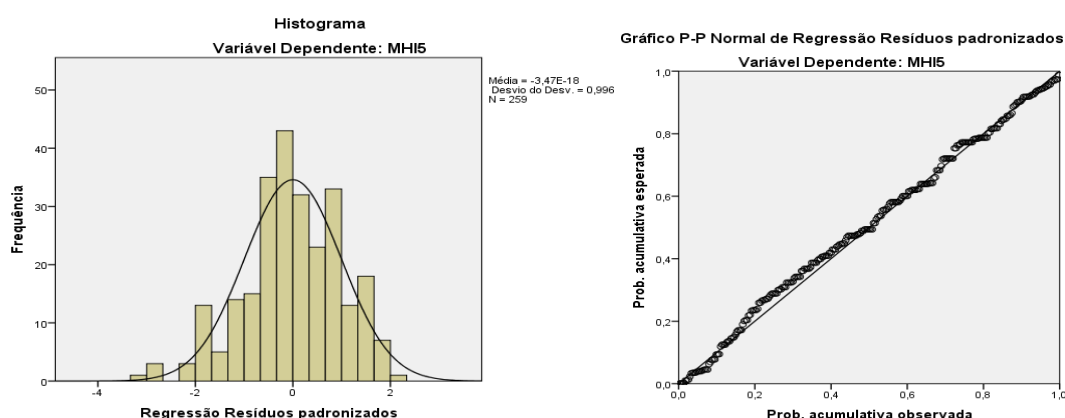 Histograma
Variável Dependente: MHI5
Média = -3,47E-18
Desvio do Desv. = 0,996
N = 259
Frequência
50
40
30
20
10
0
-4
-2
0
2
Regressão Resíduos padronizados
Gráfico P-P Normal de Regressão Resíduos padronizados
Variável Dependente: MHI5
Prob. acumulativa esperada
1,0
0,8
0,6
0,4
0,2
0,0
0,0
0,2
0,4
0,6
0,8
1,0
Prob. acumulativa observada